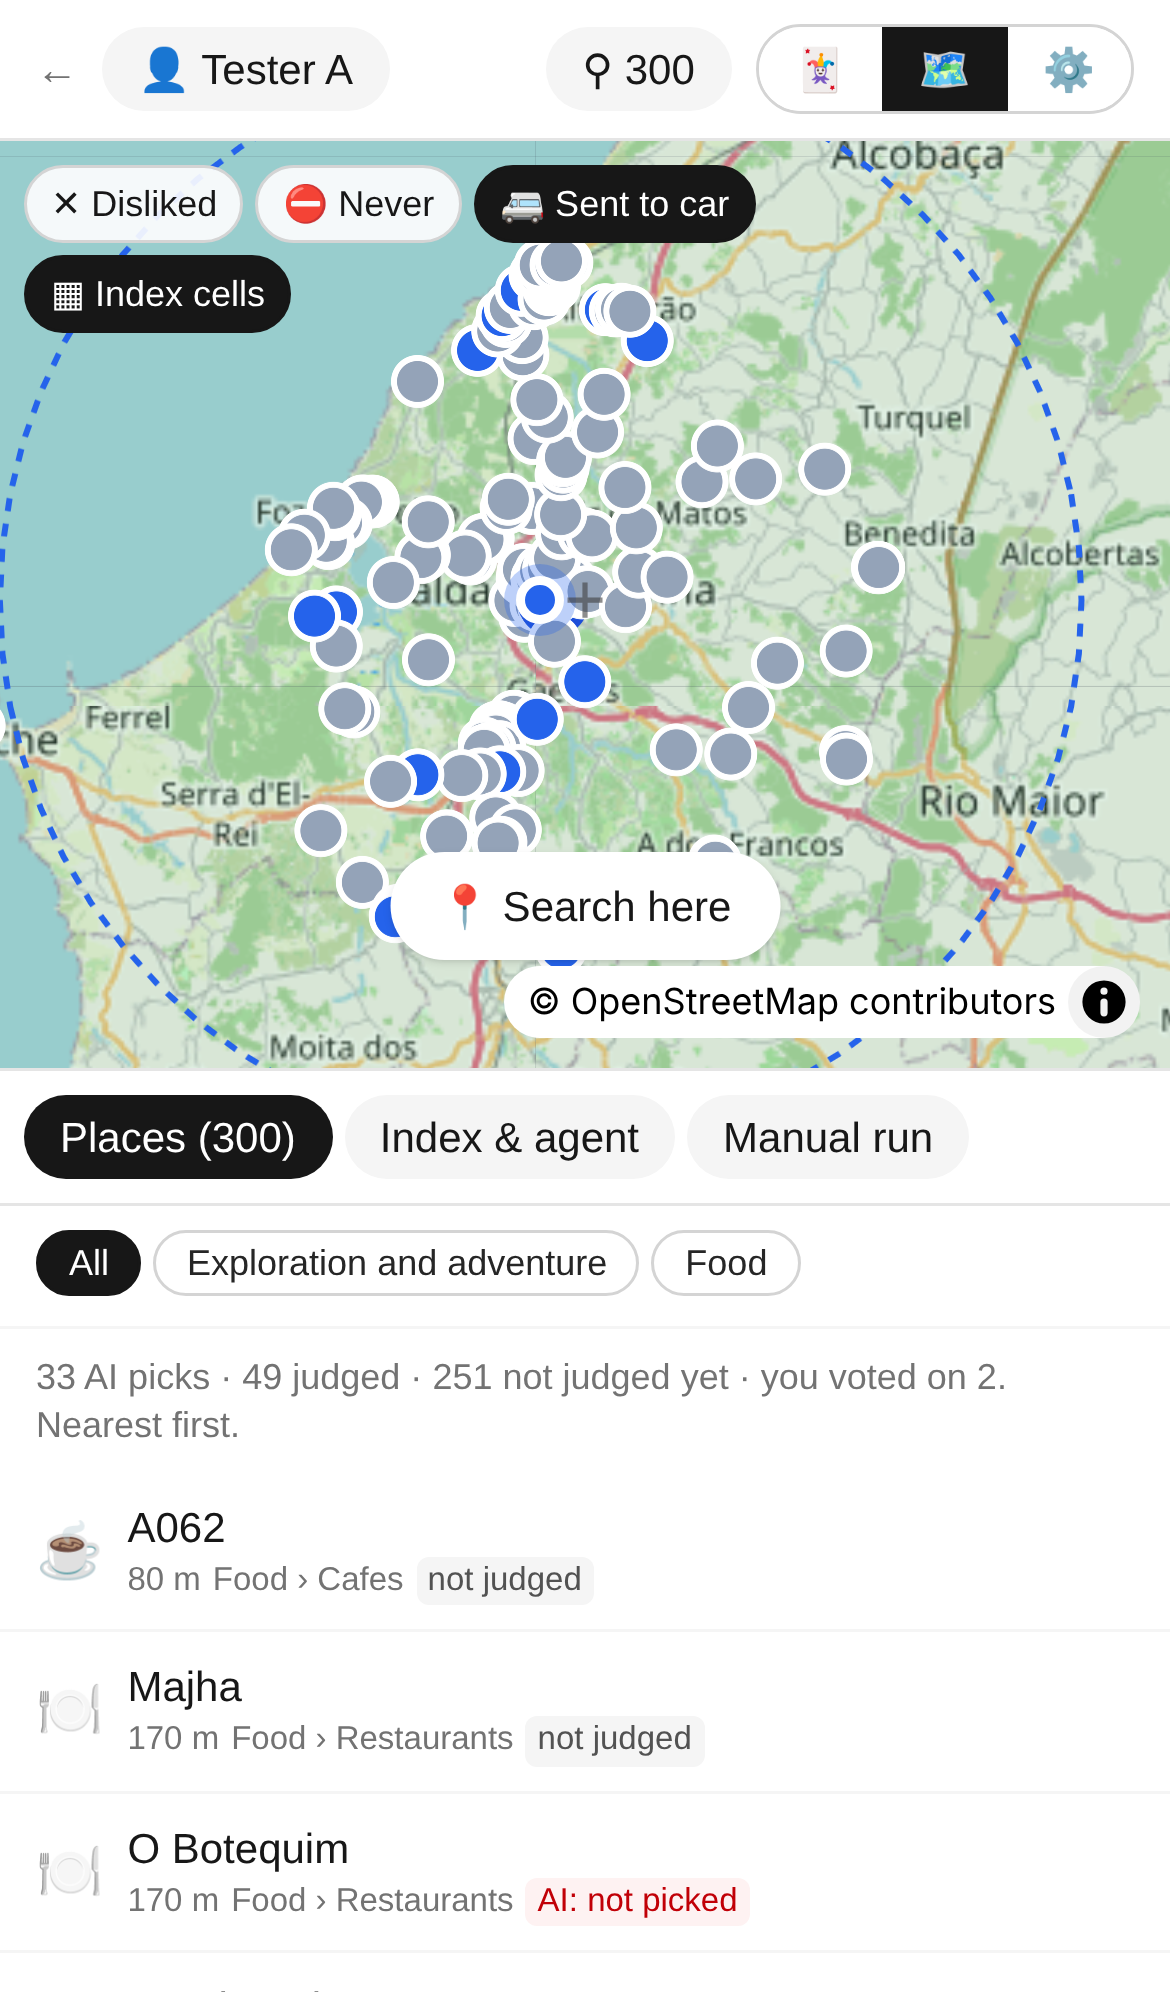 ← Tester A 300
Alcobaça
✕ Disliked Never Sent to car
Index cells
Turquel
Matos
Benedita
Alcobertas
Ferrel
Serra d'El-
Rei
Rio Maior
A dos Francos
Search here
© OpenStreetMap contributors
Moita dos
Places (300) Index & agent Manual run
All Exploration and adventure Food
33 AI picks · 49 judged · 251 not judged yet · you voted on 2.
Nearest first.
A062
80 m Food › Cafes not judged
Majha
170 m Food › Restaurants not judged
O Botequim
170 m Food › Restaurants AI: not picked